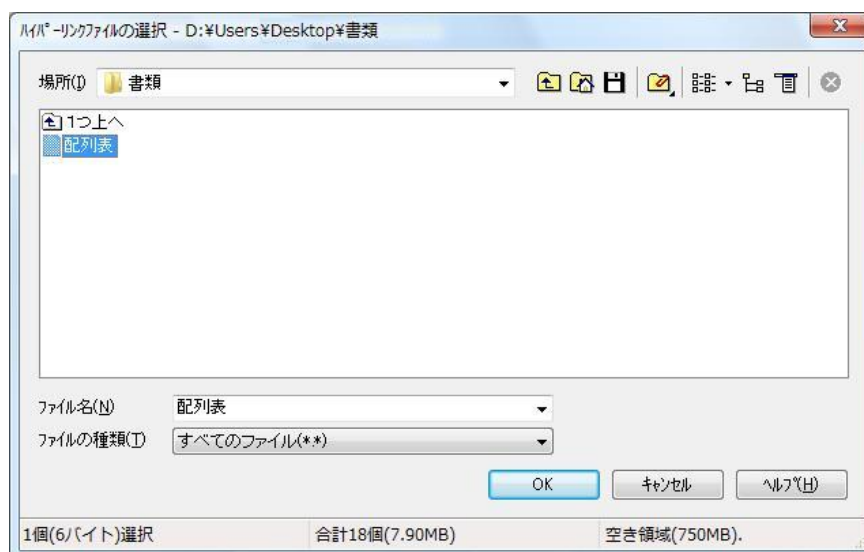 ﾊｲﾊﾟｰﾘﾝｸﾌｧｲﾙの選択 - D:¥Users¥Desktop¥書類
場所(I) 書類
1つ上へ
配列表
ﾌｧｲﾙ名(N) 配列表
ﾌｧｲﾙの種類(T) すべてのファイル(*.*)
OK ｷｬﾝｾﾙ ﾍﾙﾌﾟ(H)
1個(6バイト)選択 合計18個(7.90MB) 空き領域(750MB).